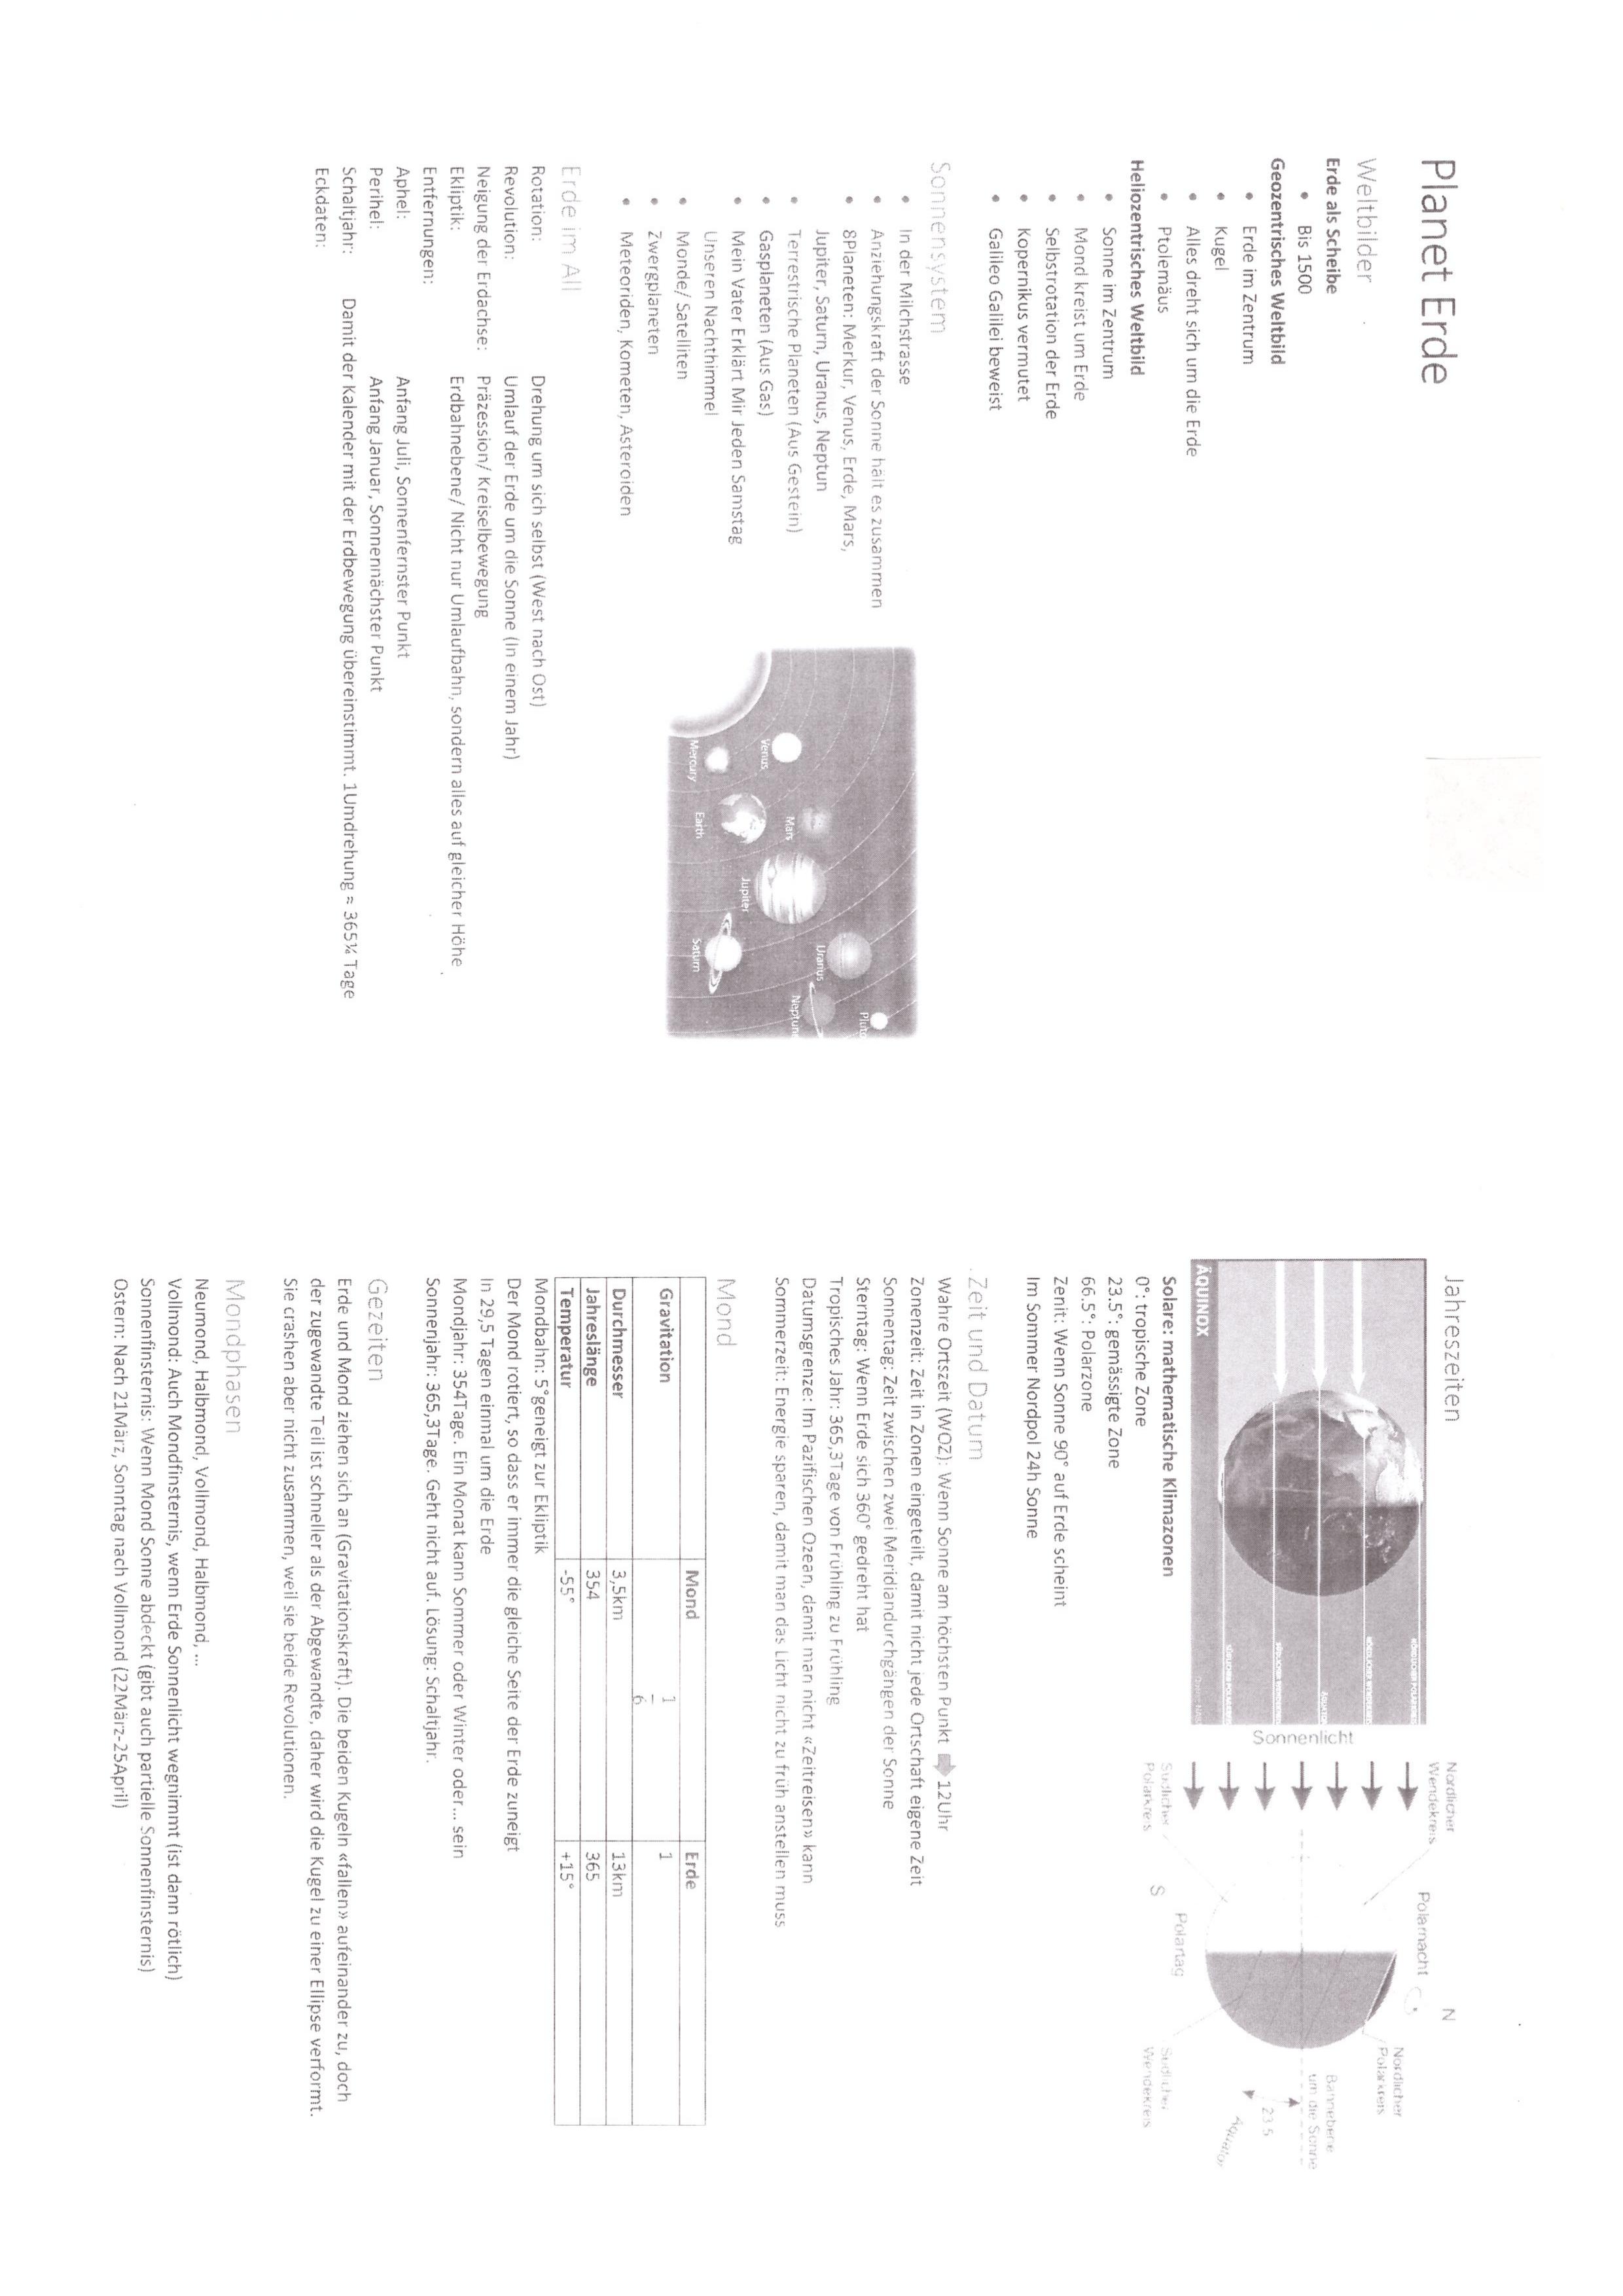 Planet Erde
Weltbilder
Erde als Scheibe
• Bis 1500
Geozentrisches Weltbild
• Erde im Zentrum
• Kugel
• Alles dreht sich um die Erde
• Ptolemäus
Heliozentrisches Weltbild
• Sonne im Zentrum
• Mond kreist um Erde
• Selbstrotation der Erde
• Kopernikus vermutet
• Galileo Galilei beweist
Sonnensystem
• In der Milchstrasse
• Anziehungskraft der Sonne hält es zusammen
• 8Planeten: Merkur, Venus, Erde, Mars,
Jupiter, Saturn, Uranus, Neptun
• Terrestrische Planeten (Aus Gestein)
• Gasplaneten (Aus Gas)
• Mein Vater Erklärt Mir Jeden Samstag
Unseren Nachthimmel
• Monde/ Satelliten
• Zwergplaneten
• Meteoriden, Kometen, Asteroiden
Pluto
Uranus
Neptun
Mars
Venus
Jupiter
Mercury
Earth
Saturn
Erde im All
Rotation: Drehung um sich selbst (West nach Ost)
Revolution: Umlauf der Erde um die Sonne (In einem Jahr)
Neigung der Erdachse: Präzession/ Kreiselbewegung
Ekliptik: Erdbahnebene/ Nicht nur Umlaufbahn, sondern alles auf gleicher Höhe
Entfernungen:
Aphel: Anfang Juli, Sonnenfernster Punkt
Perihel: Anfang Januar, Sonnennächster Punkt
Schaltjahr: Damit der Kalender mit der Erdbewegung übereinstimmt. 1Umdrehung = 365¼ Tage
Eckdaten:
Jahreszeiten
ÄQUINOX
Sonnenlicht
Nördlicher
Wendekreis
Polarnacht
N
Nördlicher
Polarkreis
Bahnebene
um die Sonne
23.5
Äquator
Südlicher
Polarkreis
S
Polartag
Südlicher
Wendekreis
Solare: mathematische Klimazonen
0°: tropische Zone
23.5°: gemässigte Zone
66.5°: Polarzone
Zenit: Wenn Sonne 90° auf Erde scheint
Im Sommer Nordpol 24h Sonne
Zeit und Datum
Wahre Ortszeit (WOZ): Wenn Sonne am höchsten Punkt ➡ 12Uhr
Zonenzeit: Zeit in Zonen eingeteilt, damit nicht jede Ortschaft eigene Zeit
Sonnentag: Zeit zwischen zwei Meridiandurchgängen der Sonne
Sterntag: Wenn Erde sich 360° gedreht hat
Tropisches Jahr: 365,3Tage von Frühling zu Frühling
Datumsgrenze: Im Pazifischen Ozean, damit man nicht «Zeitreisen» kann
Sommerzeit: Energie sparen, damit man das Licht nicht zu früh anstellen muss
Mond
Mond Erde
Gravitation 1/6 1
Durchmesser 3,5km 13km
Jahreslänge 354 365
Temperatur -55° +15°
Mondbahn: 5°geneigt zur Ekliptik
Der Mond rotiert, so dass er immer die gleiche Seite der Erde zuneigt
In 29,5 Tagen einmal um die Erde
Mondjahr: 354Tage. Ein Monat kann Sommer oder Winter oder... sein
Sonnenjahr: 365,3Tage. Geht nicht auf. Lösung: Schaltjahr.
Gezeiten
Erde und Mond ziehen sich an (Gravitationskraft). Die beiden Kugeln «fallen» aufeinander zu, doch
der zugewandte Teil ist schneller als der Abgewandte, daher wird die Kugel zu einer Ellipse verformt.
Sie crashen aber nicht zusammen, weil sie beide Revolutionen.
Mondphasen
Neumond, Halbmond, Vollmond, Halbmond, ...
Vollmond: Auch Mondfinsternis, wenn Erde Sonnenlicht wegnimmt (ist dann rötlich)
Sonnenfinsternis: Wenn Mond Sonne abdeckt (gibt auch partielle Sonnenfinsternis)
Ostern: Nach 21März, Sonntag nach Vollmond (22März-25April)